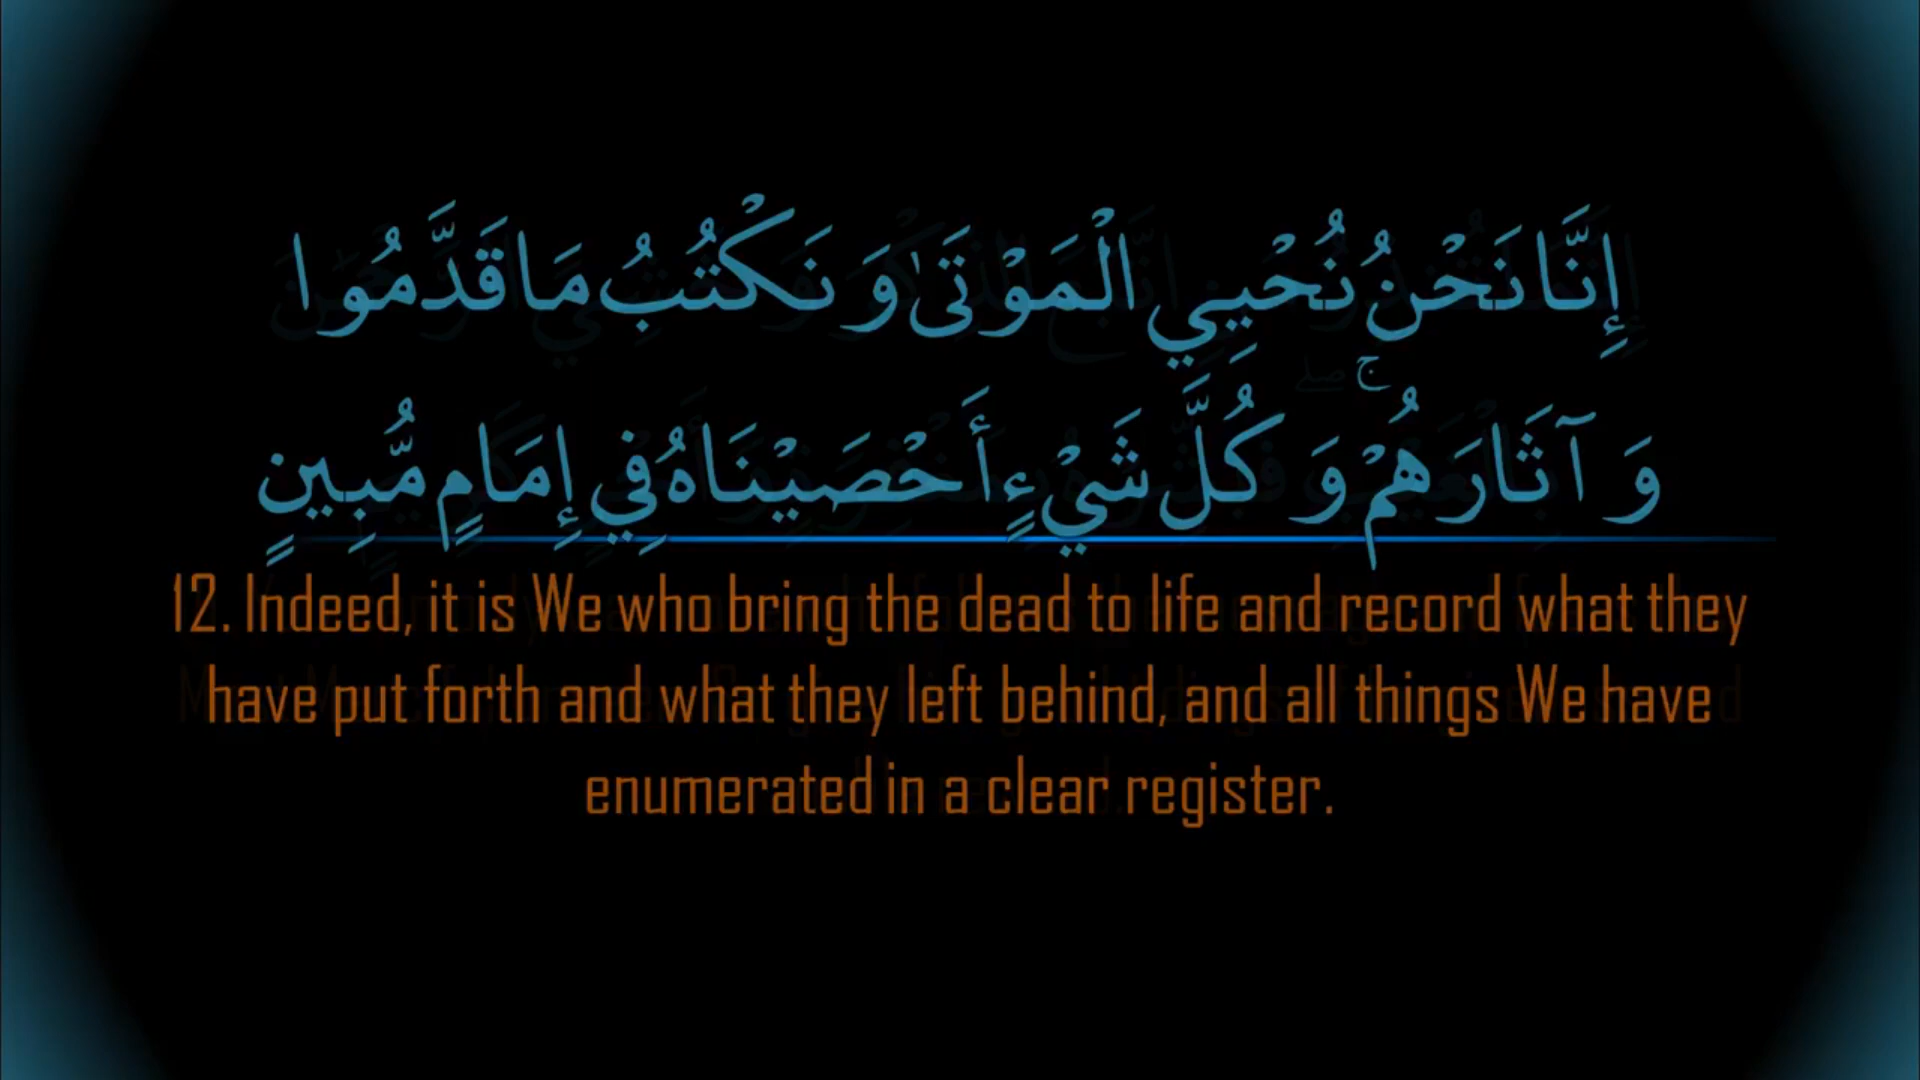 إِنَّا نَحْنُ نُحْيِي الْمَوْتَىٰ وَ نَكْتُبُ مَا قَدَّمُوا
وَ آثَارَهُمْ ۚ وَ كُلَّ شَيْءٍ أَحْصَيْنَاهُ فِي إِمَامٍ مُّبِينٍ
12. Indeed, it is We who bring the dead to life and record what they
have put forth and what they left behind, and all things We have
enumerated in a clear register.